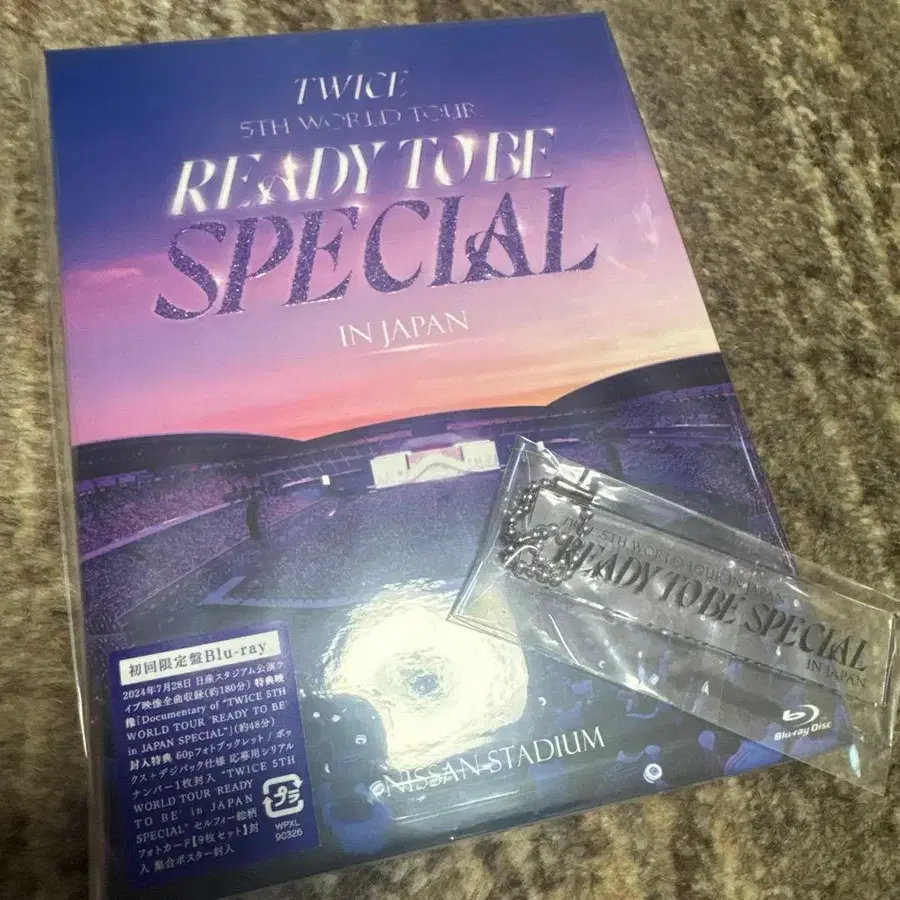 TWICE
5TH WORLD TOUR
READY TO BE
SPECIAL
IN JAPAN
初回限定盤Blu-ray
2024年7月28日 日産スタジアム公演ラ
イブ映像全曲収録(約180分) 特典映
像「Documentary of "TWICE 5TH
WORLD TOUR 'READY TO BE'
in JAPAN SPECIAL"」(約48分)
封入特典 60pフォトブックレット / ボッ
クス+デジパック仕様 応募用シリアル
ナンバー1枚封入 "TWICE 5TH
WORLD TOUR 'READY
TO BE' in JAPAN
SPECIAL" セルフィー絵柄
フォトカード【9枚セット】封
入 集合ポスター封入
プラ
WPXL
90326
@NISSAN STADIUM
5TH WORLD TOUR IN JAPAN
READY TO BE SPECIAL
IN JAPAN
Blu-ray Disc